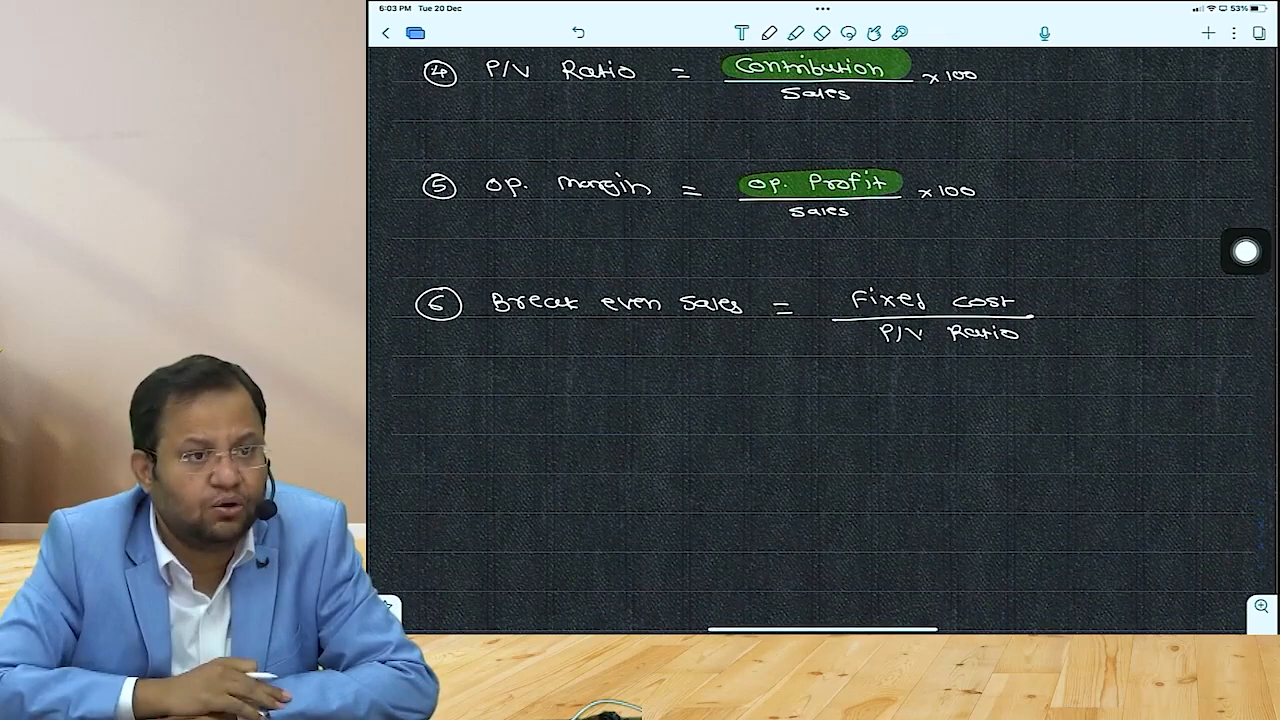 6:03 PM Tue 20 Dec
53%
④ P/V Ratio = Contribution / Sales × 100
⑤ Op. Margin = Op. Profit / Sales × 100
⑥ Break even Sales = Fixed Cost / P/V Ratio